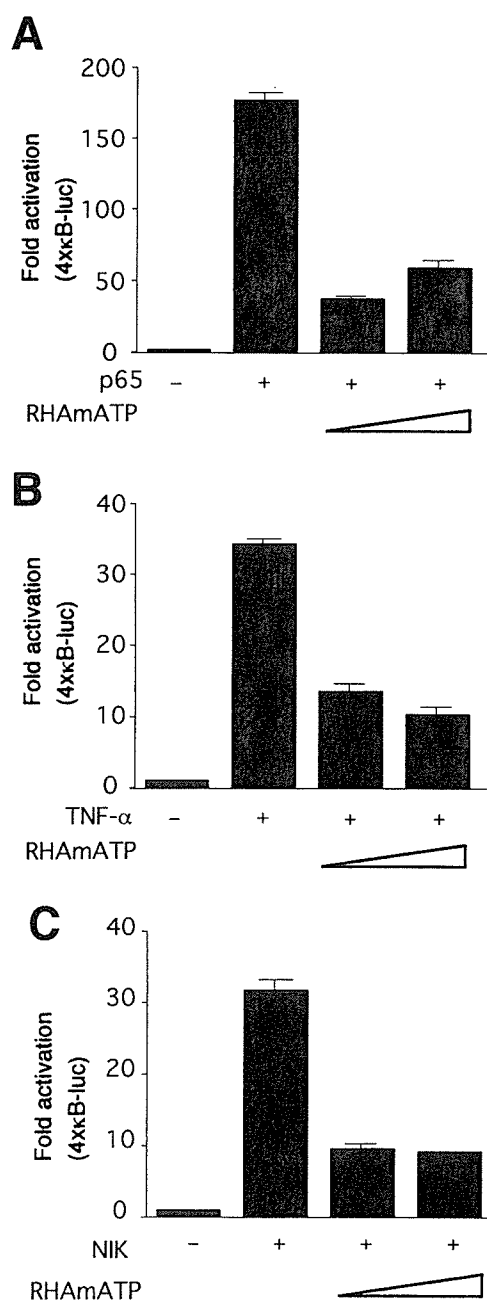 A
Fold activation
(4xκB-luc)
200
150
100
50
0
p65 − + + +
RHAmATP
B
Fold activation
(4xκB-luc)
40
30
20
10
0
TNF-α − + + +
RHAmATP
C
Fold activation
(4xκB-luc)
40
30
20
10
0
NIK − + + +
RHAmATP